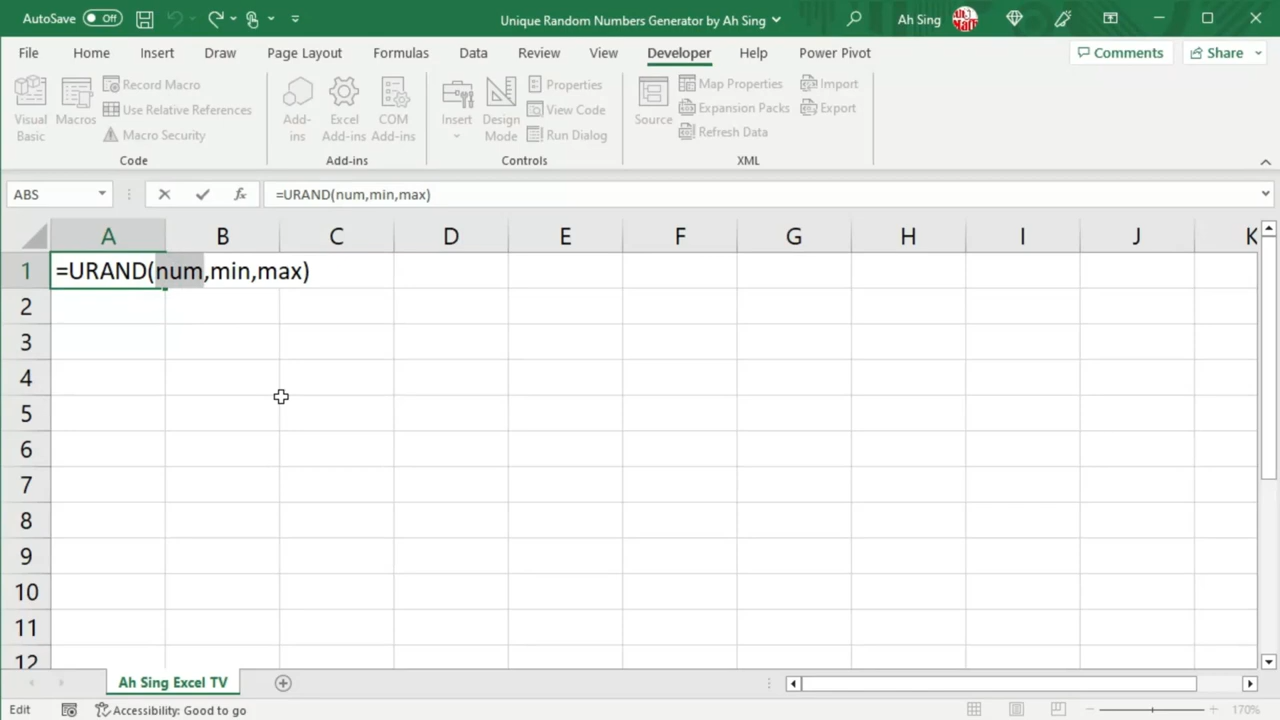 AutoSave Off Unique Random Numbers Generator by Ah Sing Ah Sing
File Home Insert Draw Page Layout Formulas Data Review View Developer Help Power Pivot Comments Share
Visual Basic
Macros
Record Macro
Use Relative References
Macro Security
Code
Add-ins
Excel Add-ins
COM Add-ins
Add-ins
Insert
Design Mode
Properties
View Code
Run Dialog
Controls
Source
Map Properties
Expansion Packs
Refresh Data
Import
Export
XML
ABS fx =URAND(num,min,max)
A B C D E F G H I J K
1 =URAND(num,min,max)
2
3
4
5
6
7
8
9
10
11
12
Ah Sing Excel TV
Edit Accessibility: Good to go 170%